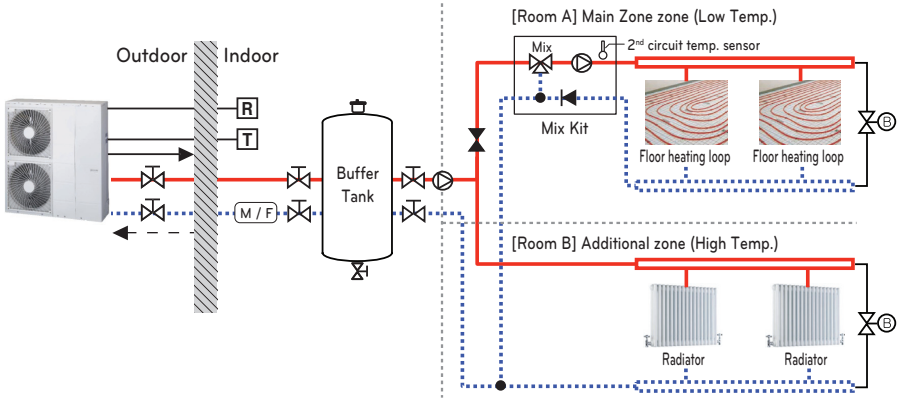 [Room A] Main Zone zone (Low Temp.)
Outdoor
Indoor
Mix
2nd circuit temp. sensor
R
T
Mix Kit
Floor heating loop
Floor heating loop
B
Buffer
Tank
M / F
[Room B] Additional zone (High Temp.)
Radiator
Radiator
B